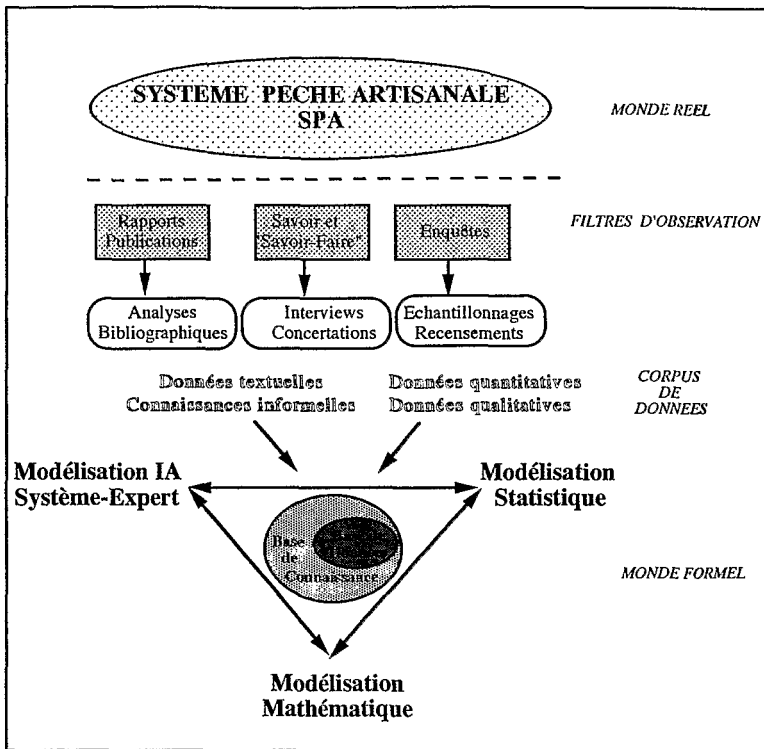 SYSTEME PECHE ARTISANALE
SPA
MONDE REEL
FILTRES D'OBSERVATION
Rapports
Publications
Savoir et
"Savoir-Faire"
Enquêtes
Analyses
Bibliographiques
Interviews
Concertations
Echantillonnages
Recensements
Données textuelles
Connaissances informelles
Données quantitatives
Données qualitatives
CORPUS
DE
DONNEES
Modélisation IA
Système-Expert
Modélisation
Statistique
Base
de
Connaissance
MONDE FORMEL
Modélisation
Mathématique